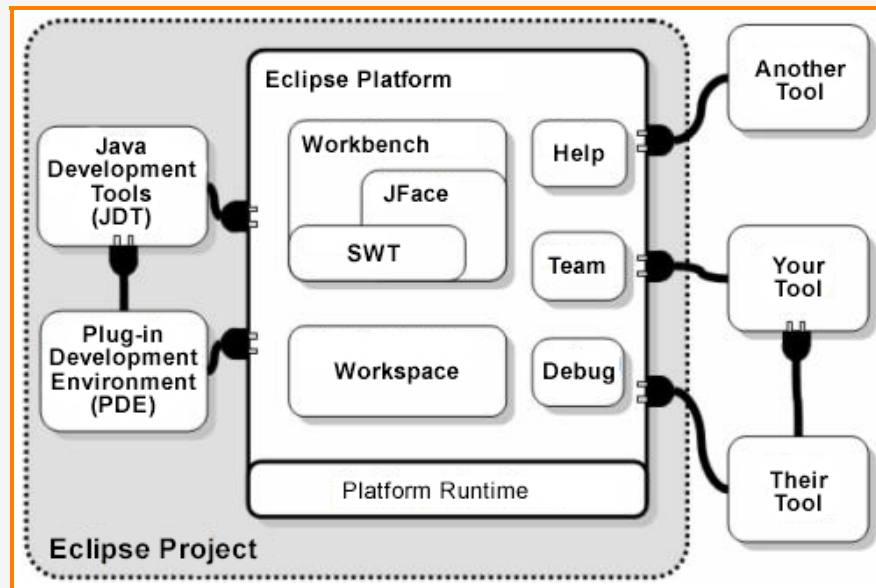 Eclipse Platform
Another
Tool
Workbench
Help
Java
Development
Tools
(JDT)
JFace
SWT
Team
Your
Tool
Plug-in
Development
Environment
(PDE)
Workspace
Debug
Their
Tool
Platform Runtime
Eclipse Project